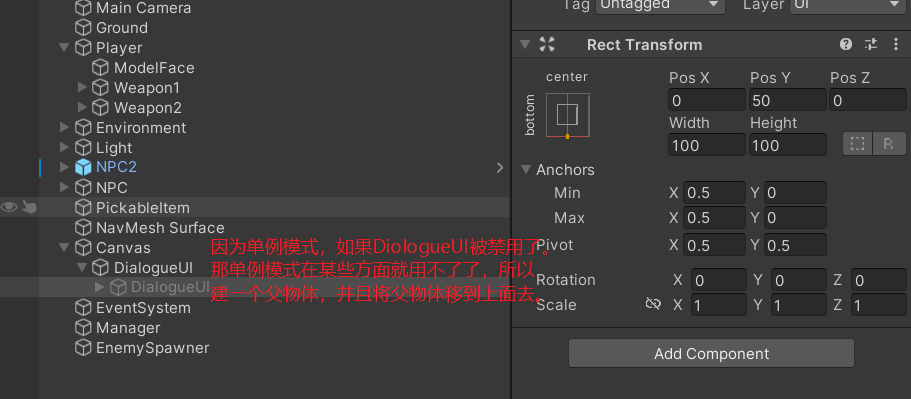 Main Camera
Ground
Player
ModelFace
Weapon1
Weapon2
Environment
Light
NPC2
NPC
PickableItem
NavMesh Surface
Canvas
DialogueUI
DialogueUI
EventSystem
Manager
EnemySpawner
因为单例模式，如果DiologueUI被禁用了。
那单例模式在某些方面就用不了了，所以
建一个父物体，并且将父物体移到上面去。
Tag Untagged Layer UI
Rect Transform
center
bottom
Pos X Pos Y Pos Z
0 50 0
Width Height
100 100
R
Anchors
Min X 0.5 Y 0
Max X 0.5 Y 0
Pivot X 0.5 Y 0.5
Rotation X 0 Y 0 Z 0
Scale X 1 Y 1 Z 1
Add Component